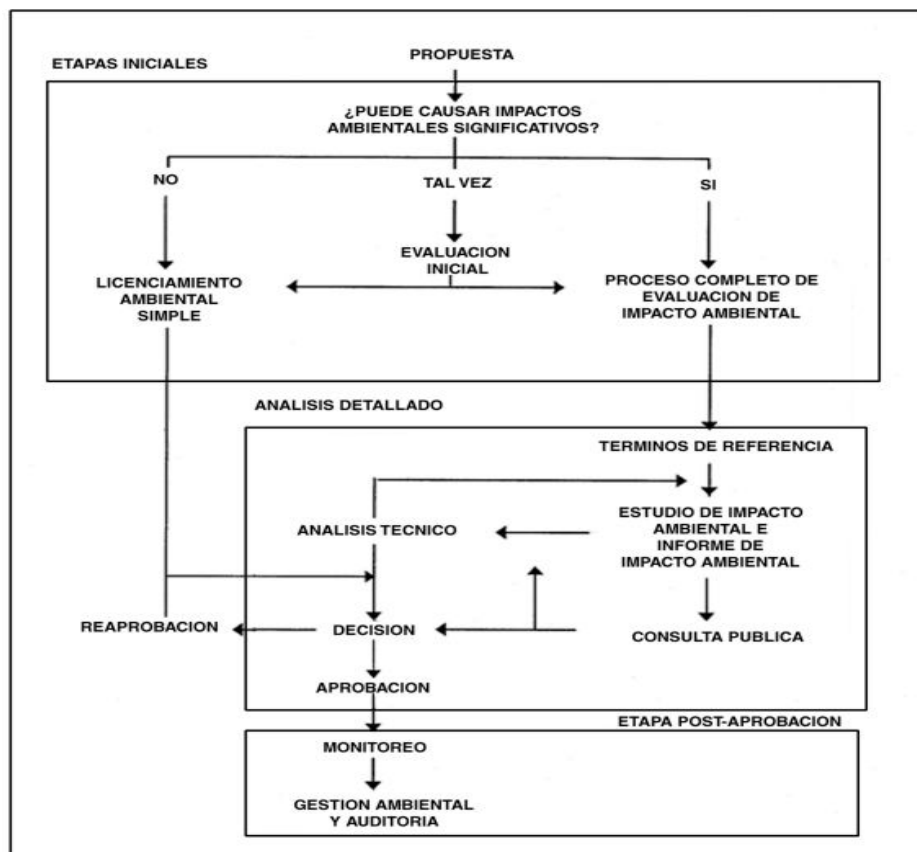 PROPUESTA
ETAPAS INICIALES
¿PUEDE CAUSAR IMPACTOS
AMBIENTALES SIGNIFICATIVOS?
NO
TAL VEZ
SI
EVALUACION
INICIAL
LICENCIAMIENTO
AMBIENTAL
SIMPLE
PROCESO COMPLETO DE
EVALUACION DE
IMPACTO AMBIENTAL
ANALISIS DETALLADO
TERMINOS DE REFERENCIA
ESTUDIO DE IMPACTO
AMBIENTAL E
INFORME DE
IMPACTO AMBIENTAL
ANALISIS TECNICO
REAPROBACION
DECISION
CONSULTA PUBLICA
APROBACION
ETAPA POST-APROBACION
MONITOREO
GESTION AMBIENTAL
Y AUDITORIA